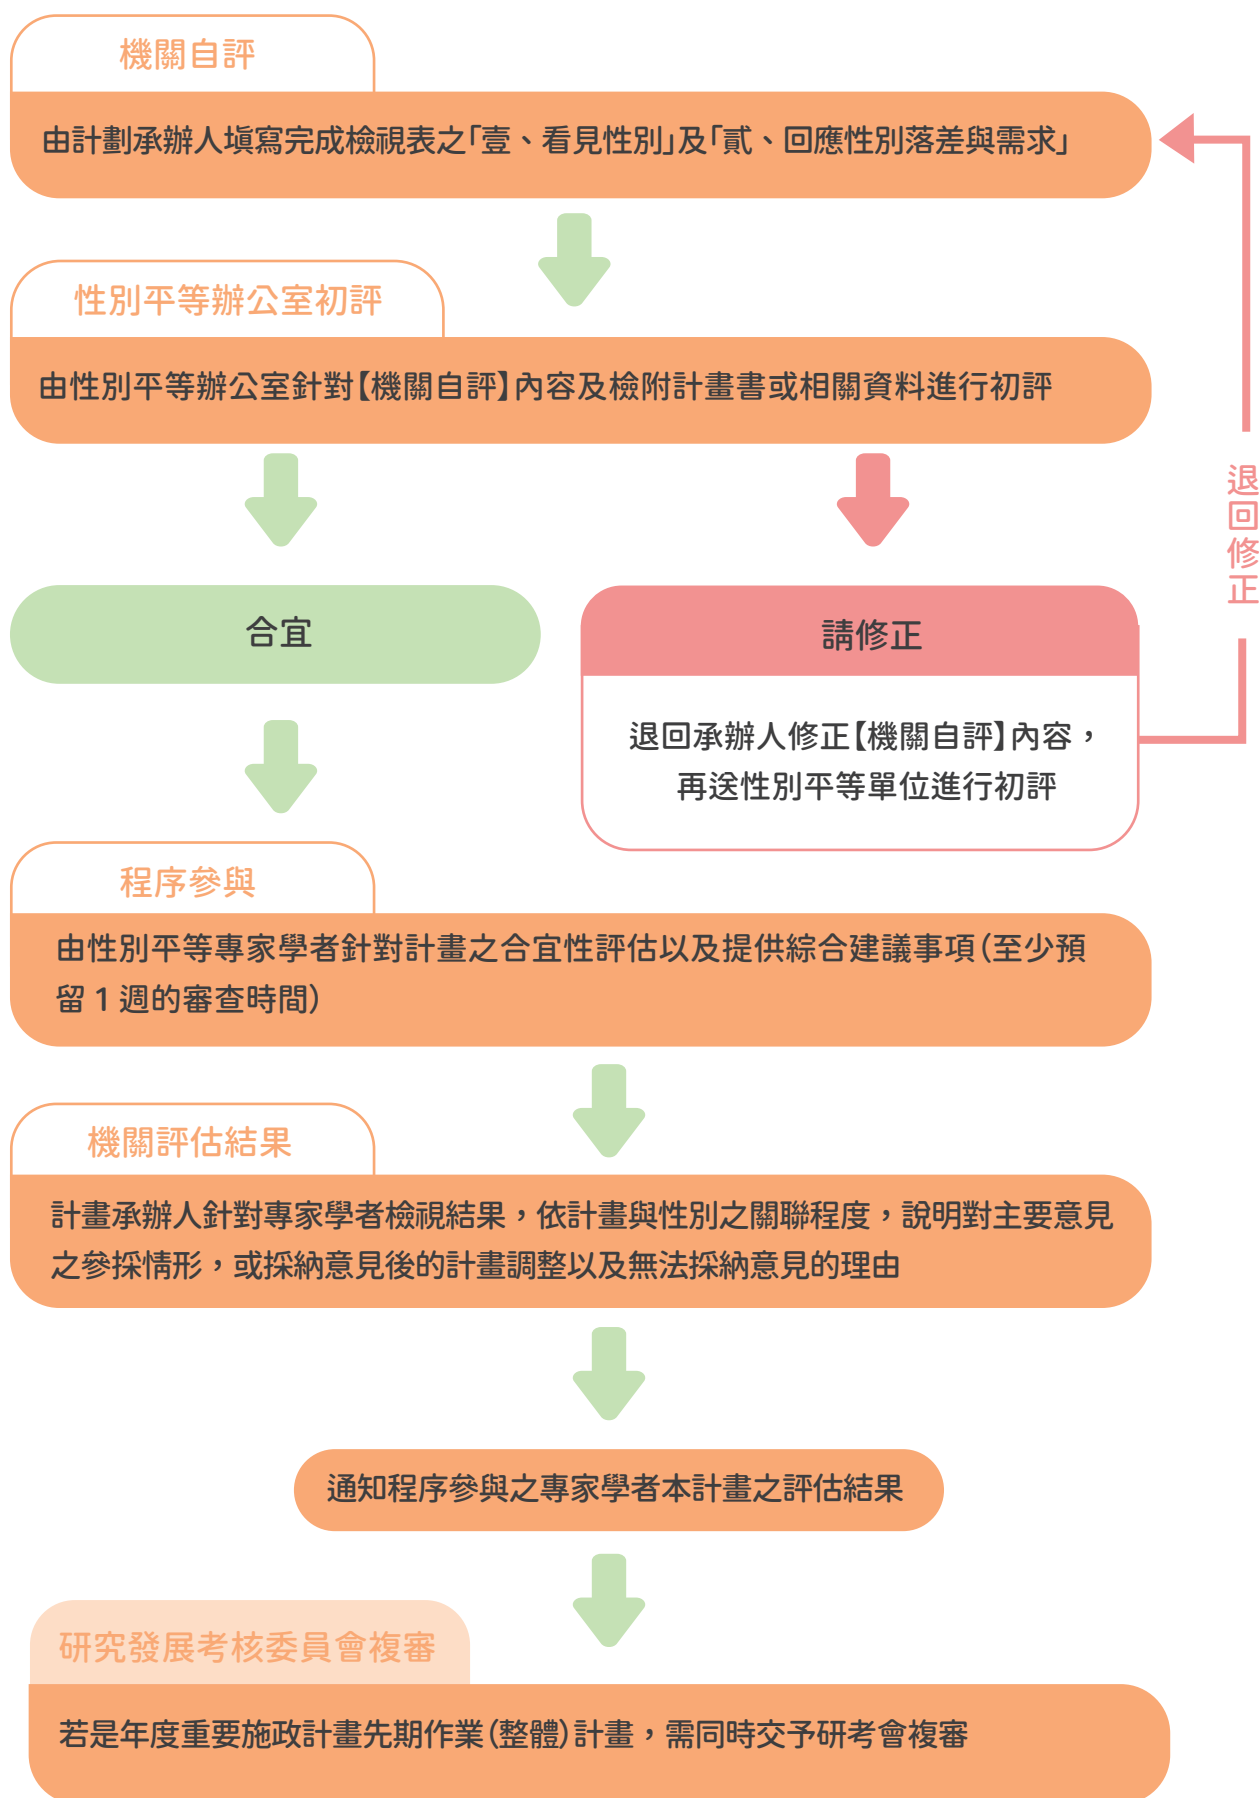 機關自評
由計劃承辦人填寫完成檢視表之「壹、看見性別」及「貳、回應性別落差與需求」
性別平等辦公室初評
由性別平等辦公室針對【機關自評】內容及檢附計畫書或相關資料進行初評
合宜
請修正
退回承辦人修正【機關自評】內容，
再送性別平等單位進行初評
退回修正
程序參與
由性別平等專家學者針對計畫之合宜性評估以及提供綜合建議事項（至少預
留 1 週的審查時間）
機關評估結果
計畫承辦人針對專家學者檢視結果，依計畫與性別之關聯程度，說明對主要意見
之參採情形，或採納意見後的計畫調整以及無法採納意見的理由
通知程序參與之專家學者本計畫之評估結果
研究發展考核委員會複審
若是年度重要施政計畫先期作業（整體）計畫，需同時交予研考會複審